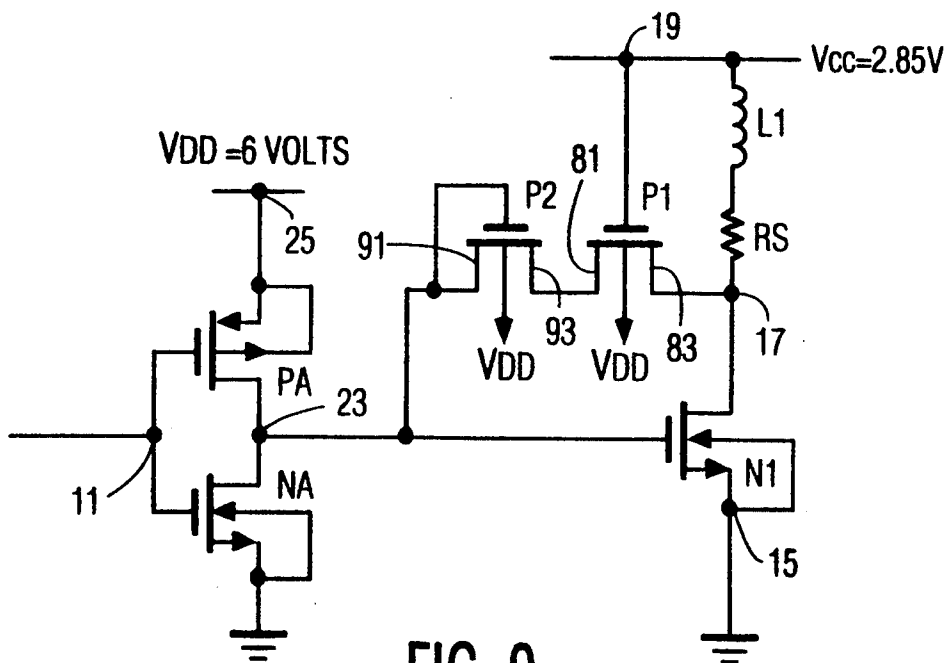 19
VCC=2.85V
L1
VDD =6 VOLTS
81
P2
P1
25
91
RS
93
83
17
VDD
VDD
PA
23
11
NA
N1
15